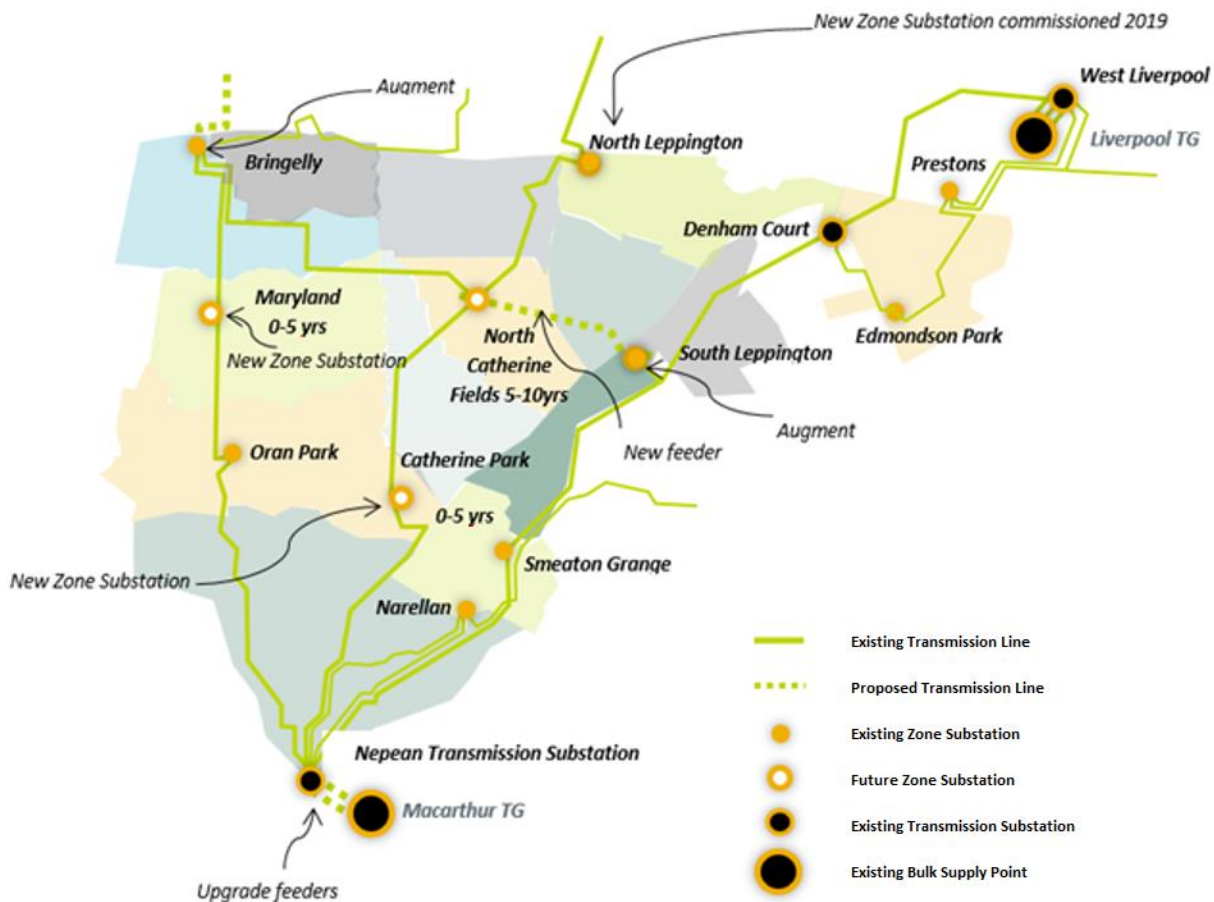 New Zone Substation commissioned 2019
Augment
West Liverpool
Bringelly
North Leppington
Liverpool TG
Prestons
Denham Court
Maryland
0-5 yrs
New Zone Substation
North
Catherine
Fields 5-10yrs
South Leppington
Edmondson Park
Augment
New feeder
Oran Park
Catherine Park
0-5 yrs
New Zone Substation
Smeaton Grange
Narellan
Nepean Transmission Substation
Macarthur TG
Upgrade feeders
Existing Transmission Line
Proposed Transmission Line
Existing Zone Substation
Future Zone Substation
Existing Transmission Substation
Existing Bulk Supply Point